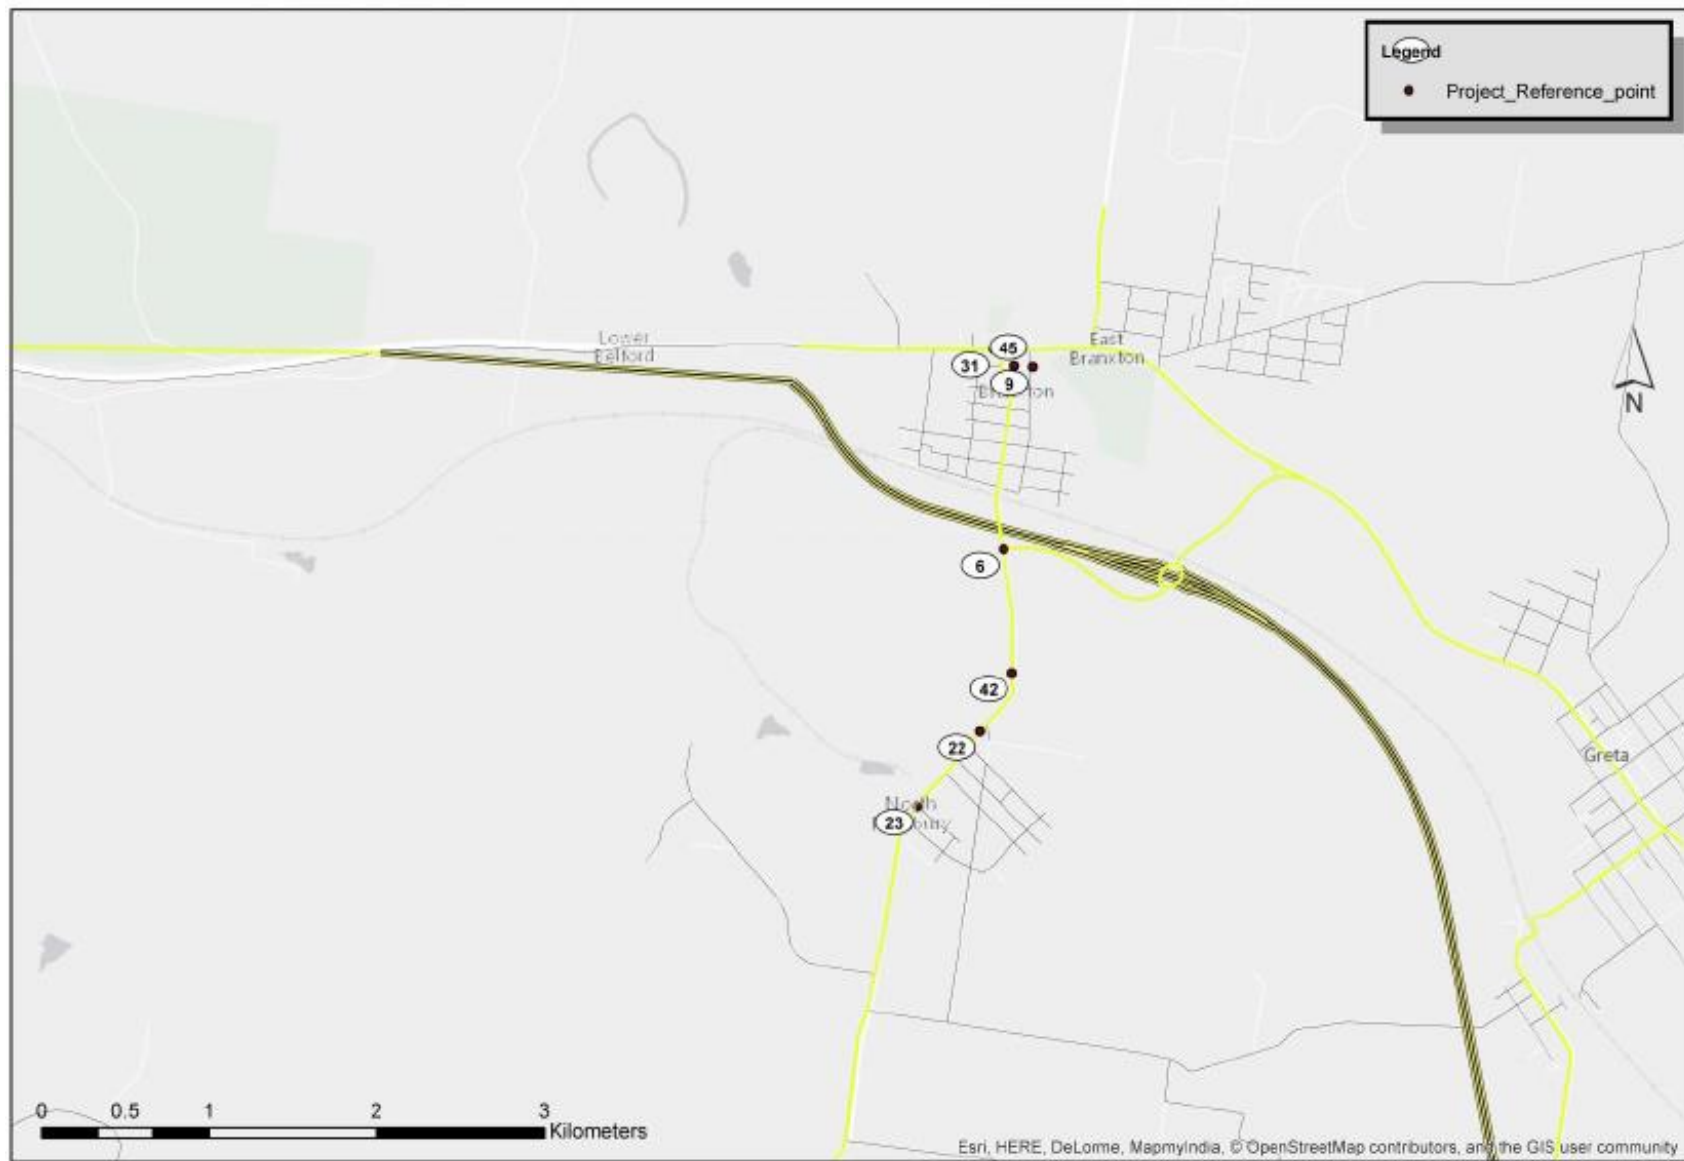 Legend
Project_Reference_point
Lower
Belford
East
Branxton
45
31
9
6
42
22
North
23
Greta
N
0 0.5 1 2 3
Kilometers
Esri, HERE, DeLorme, MapmyIndia, © OpenStreetMap contributors, and the GIS user community